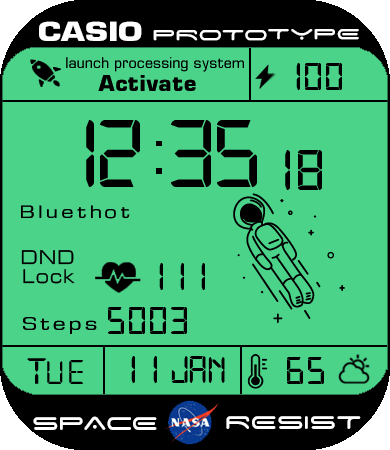 CASIO PROTOTYPE
launch processing system
Activate
100
12:35 18
Bluethot
DND
Lock
111
Steps 5003
TUE
11 JAN
65
SPACE NASA RESIST